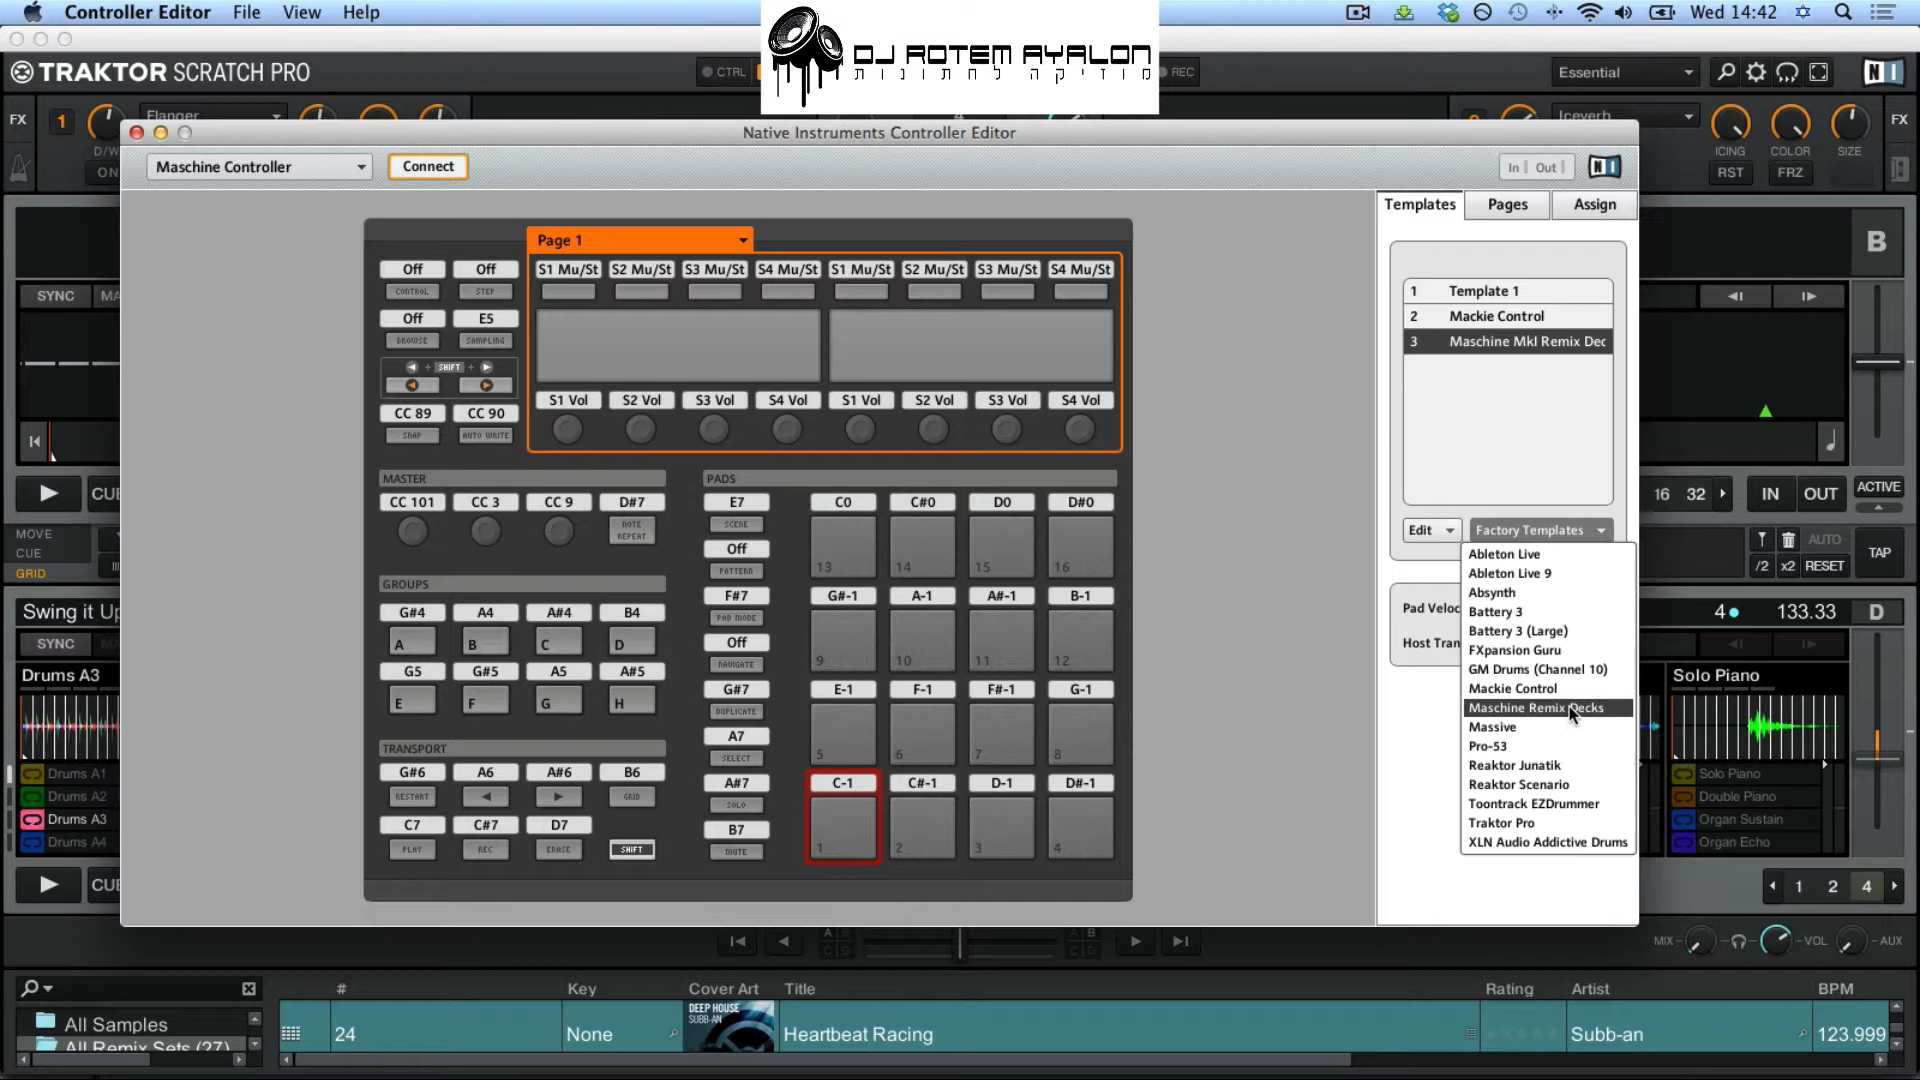 Controller Editor File View Help
Wed 14:42
DJ ROTEM AYALON
מוזיקה לחתונות
TRAKTOR SCRATCH PRO
CTRL
REC
Essential
FX
1
Flanger
Iceverb
FX
ICING COLOR SIZE
RST FRZ
Native Instruments Controller Editor
Maschine Controller
Connect
In Out
Templates Pages Assign
Page 1
Off Off
CONTROL STEP
S1 Mu/St S2 Mu/St S3 Mu/St S4 Mu/St S1 Mu/St S2 Mu/St S3 Mu/St S4 Mu/St
Off E5
BROWSE SAMPLING
+ SHIFT +
CC 89 CC 90
SNAP AUTO WRITE
S1 Vol S2 Vol S3 Vol S4 Vol S1 Vol S2 Vol S3 Vol S4 Vol
MASTER
CC 101 CC 3 CC 9 D#7
NOTE REPEAT
GROUPS
G#4 A4 A#4 B4
A B C D
G5 G#5 A5 A#5
E F G H
TRANSPORT
G#6 A6 A#6 B6
RESTART GRID
C7 C#7 D7
PLAY REC ERASE SHIFT
PADS
E7
SCENE
Off
PATTERN
F#7
PAD MODE
Off
NAVIGATE
G#7
DUPLICATE
A7
SELECT
A#7
SOLO
B7
MUTE
C0 C#0 D0 D#0
13 14 15 16
G#-1 A-1 A#-1 B-1
9 10 11 12
E-1 F-1 F#-1 G-1
5 6 7 8
C-1 C#-1 D-1 D#-1
1 2 3 4
1 Template 1
2 Mackie Control
3 Maschine MkI Remix Dec
Edit Factory Templates
Ableton Live
Ableton Live 9
Absynth
Battery 3
Battery 3 (Large)
FXpansion Guru
GM Drums (Channel 10)
Mackie Control
Maschine Remix Decks
Massive
Pro-53
Reaktor Junatik
Reaktor Scenario
Toontrack EZDrummer
Traktor Pro
XLN Audio Addictive Drums
Pad Veloc
Host Tran
SYNC
MOVE
CUE
GRID
Swing it Up
SYNC
Drums A3
Drums A1
Drums A2
Drums A3
Drums A4
B
16 32 IN OUT ACTIVE
AUTO
/2 x2 RESET
TAP
4 133.33 D
Solo Piano
Solo Piano
Double Piano
Organ Sustain
Organ Echo
1 2 4
MIX VOL AUX
# Key Cover Art Title Rating Artist BPM
All Samples
All Remix Sets (27)
24 None DEEP HOUSE SUBB-AN Heartbeat Racing Subb-an 123.999